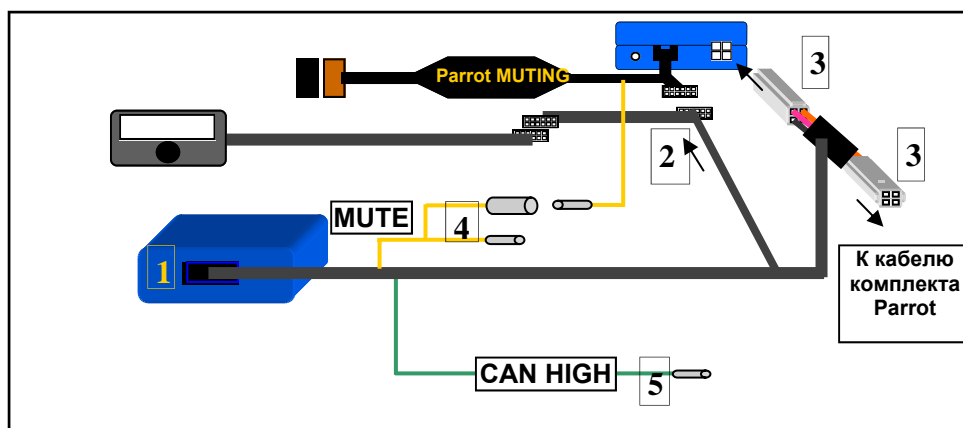 Parrot MUTING
3
3
2
MUTE
4
1
К кабелю
комплекта
Parrot
CAN HIGH
5